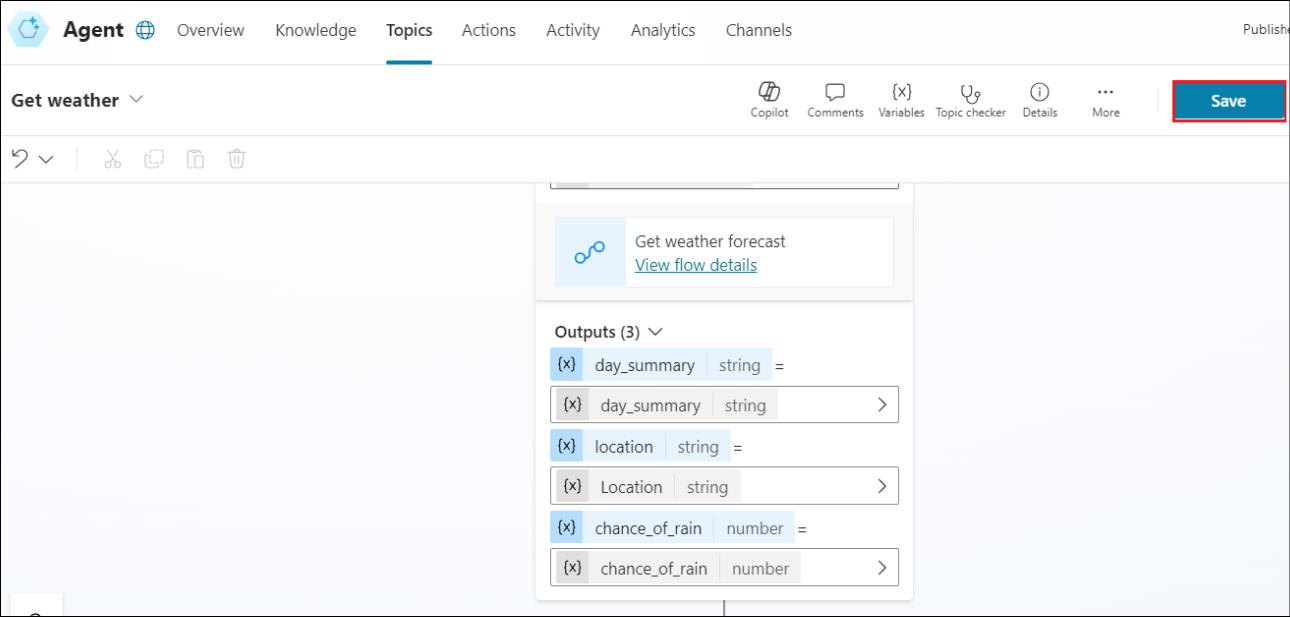 Agent Overview Knowledge Topics Actions Activity Analytics Channels Publishe
Get weather
Copilot Comments {x} Variables Topic checker Details More Save
Get weather forecast
View flow details
Outputs (3)
{x} day_summary string =
{x} day_summary string
{x} location string =
{x} Location string
{x} chance_of_rain number =
{x} chance_of_rain number